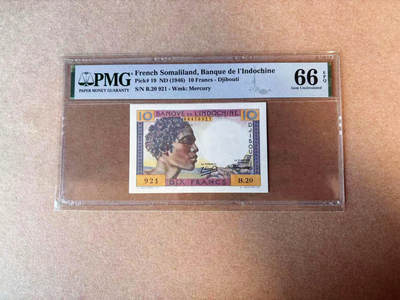 PMG
PAPER MONEY GUARANTY
French Somaliland, Banque de l'Indochine
Pick# 19 ND (1946) 10 Francs - Djibouti
S/N B.20 921 - Wmk: Mercury
66 EPQ
Gem Uncirculated
10 BANQUE DE L'INDOCHINE 10
DJIBOUTI
921
DIX FRANCS
B.20